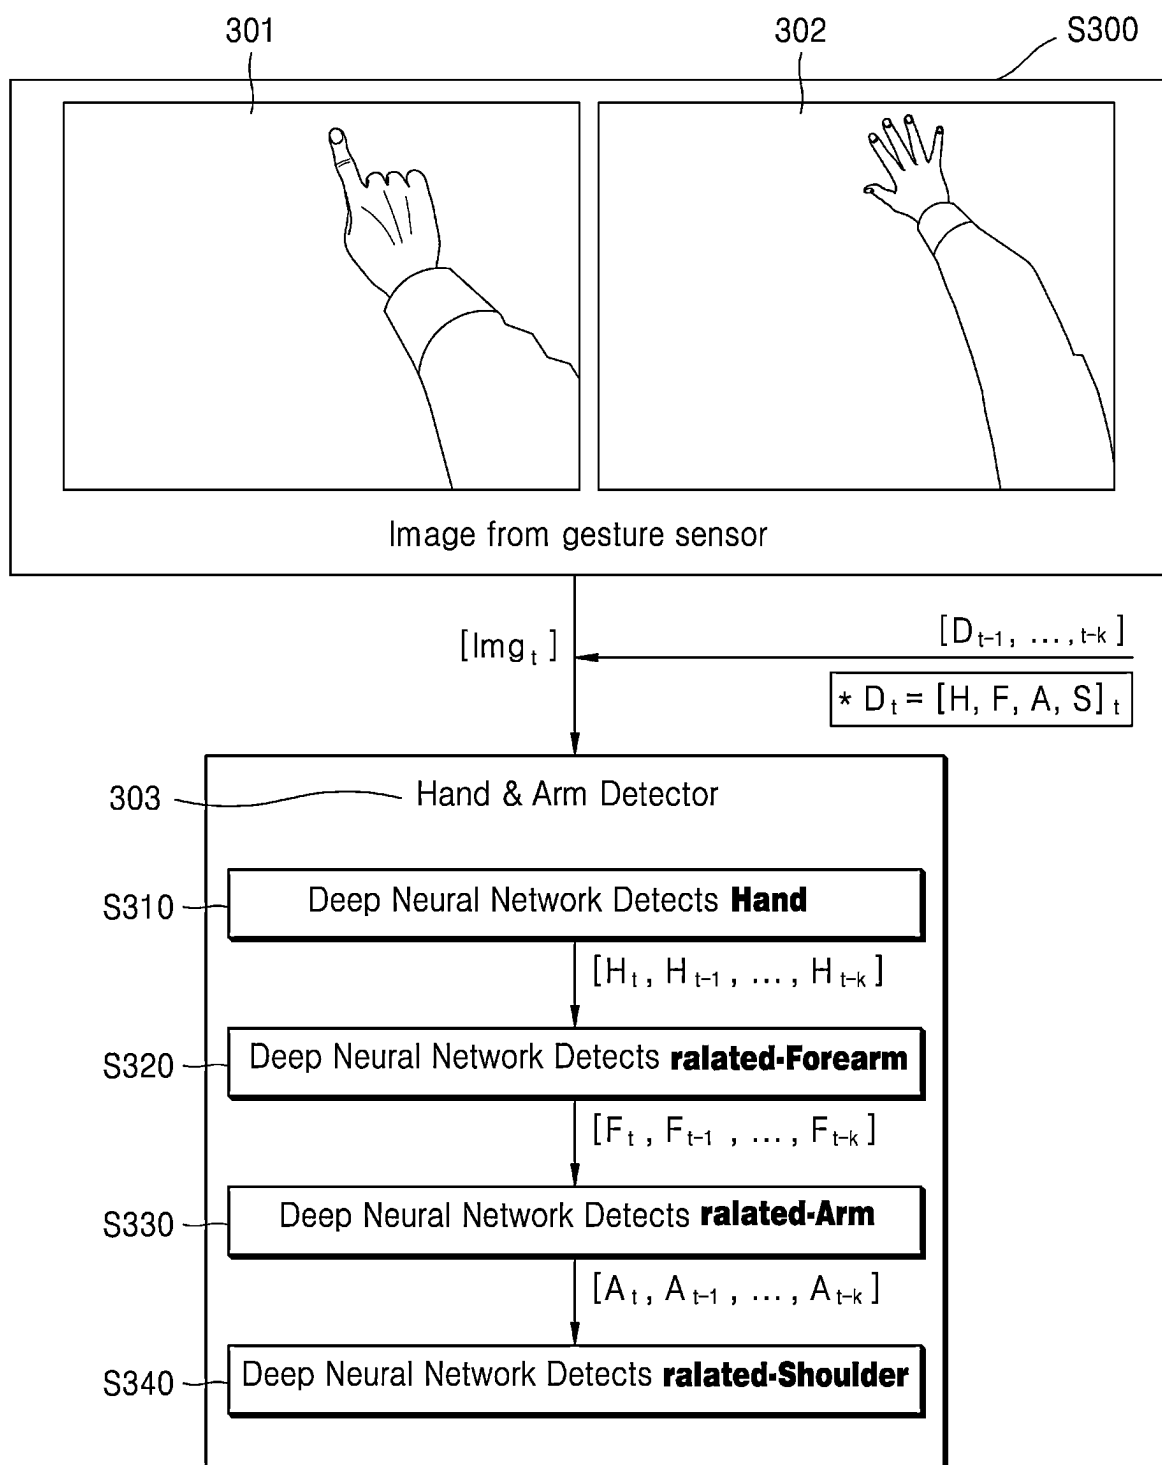 301
302
S300
Image from gesture sensor
[Img t]
[D t-1, ..., t-k]
* D t = [H, F, A, S] t
303
Hand & Arm Detector
S310
Deep Neural Network Detects Hand
[H t, H t-1, ..., H t-k]
S320
Deep Neural Network Detects ralated-Forearm
[F t, F t-1, ..., F t-k]
S330
Deep Neural Network Detects ralated-Arm
[A t, A t-1, ..., A t-k]
S340
Deep Neural Network Detects ralated-Shoulder